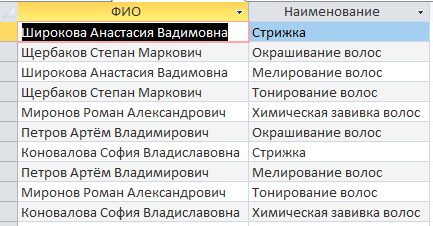 ФИО Наименование
Широкова Анастасия Вадимовна Стрижка
Щербаков Степан Маркович Окрашивание волос
Широкова Анастасия Вадимовна Мелирование волос
Щербаков Степан Маркович Тонирование волос
Миронов Роман Александрович Химическая завивка волос
Петров Артём Владимирович Окрашивание волос
Коновалова София Владиславовна Стрижка
Петров Артём Владимирович Мелирование волос
Миронов Роман Александрович Тонирование волос
Коновалова София Владиславовна Химическая завивка волос